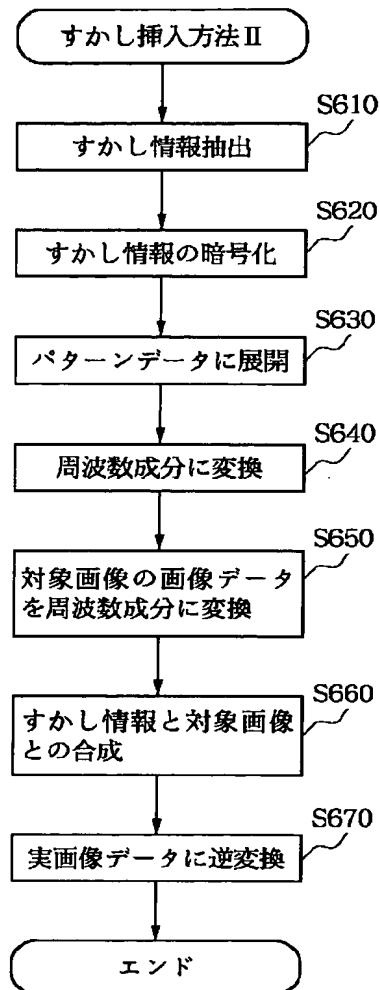 すかし挿入方法Ⅱ
S610
すかし情報抽出
S620
すかし情報の暗号化
S630
パターンデータに展開
S640
周波数成分に変換
S650
対象画像の画像データ
を周波数成分に変換
S660
すかし情報と対象画像
との合成
S670
実画像データに逆変換
エンド